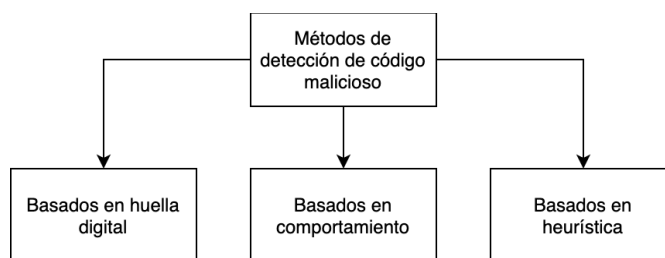 Métodos de
detección de código
malicioso
Basados en huella
digital
Basados en
comportamiento
Basados en
heurística